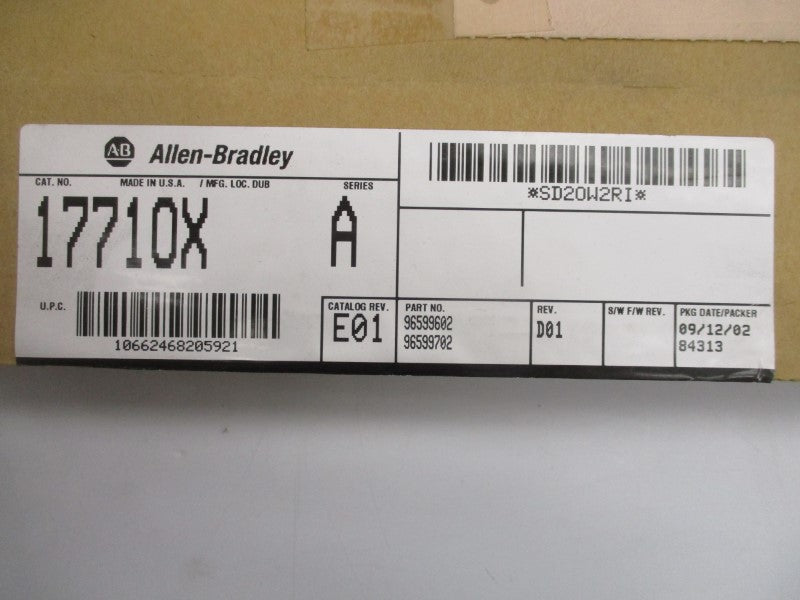 AB Allen-Bradley
CAT. NO. MADE IN U.S.A. / MFG. LOC. DUB SERIES
1771OX A
U.P.C.
10662468205921
CATALOG REV.
E01
*SD2OW2RI*
PART NO.
96599602
96599702
REV.
D01
S/W F/W REV.
PKG DATE/PACKER
09/12/02
84313